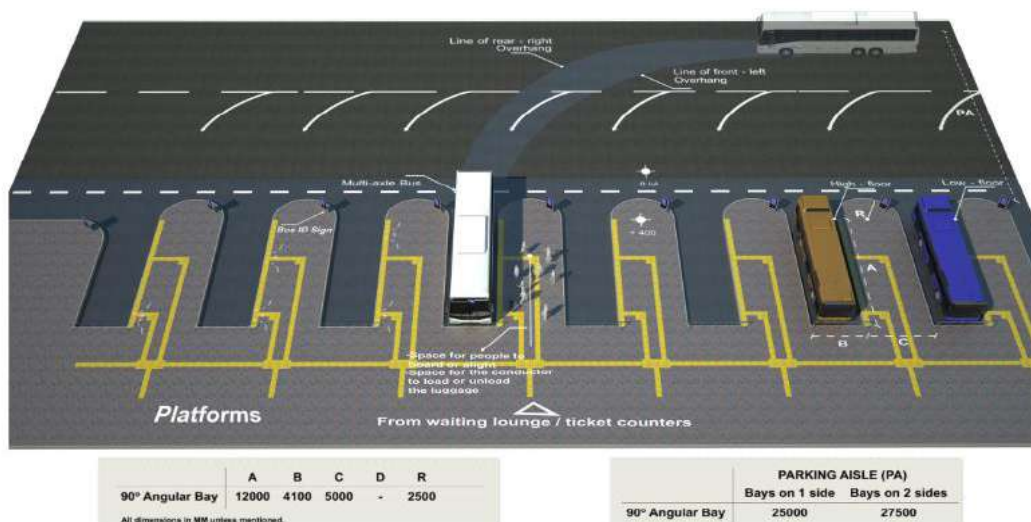 Line of rear - right
Overhang
Line of front - left
Overhang
PA
Multi-axle Bus
High - floor
Low - floor
Bus ID Sign
R
+ 400
A
B
C
Space for people to
board or alight
Space for the conductor
to load or unload
the luggage
Platforms
From waiting lounge / ticket counters
A B C D R
90° Angular Bay 12000 4100 5000 - 2500
All dimensions in MM unless mentioned.
PARKING AISLE (PA)
Bays on 1 side Bays on 2 sides
90° Angular Bay 25000 27500